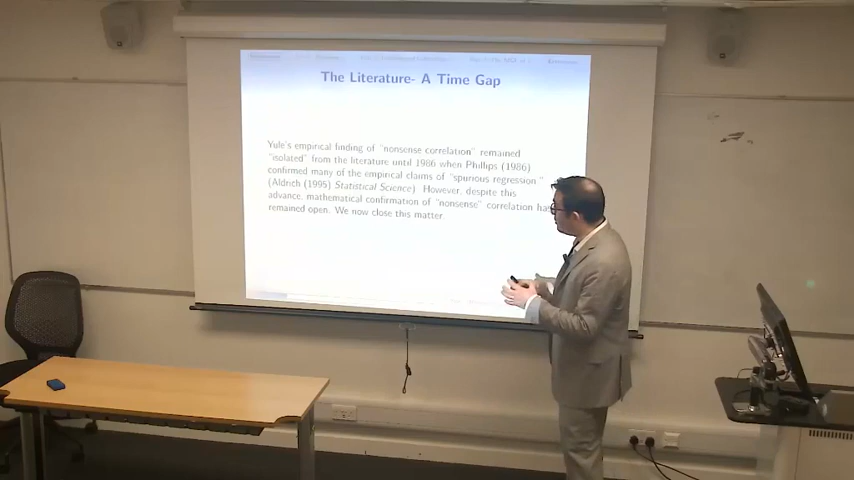 The Literature- A Time Gap
Yule's empirical finding of "nonsense correlation" remained
"isolated" from the literature until 1986 when Phillips (1986)
confirmed many of the empirical claims of "spurious regression"
(Aldrich (1995) Statistical Science). However, despite this
advance, mathematical confirmation of "nonsense" correlation has
remained open. We now close this matter.